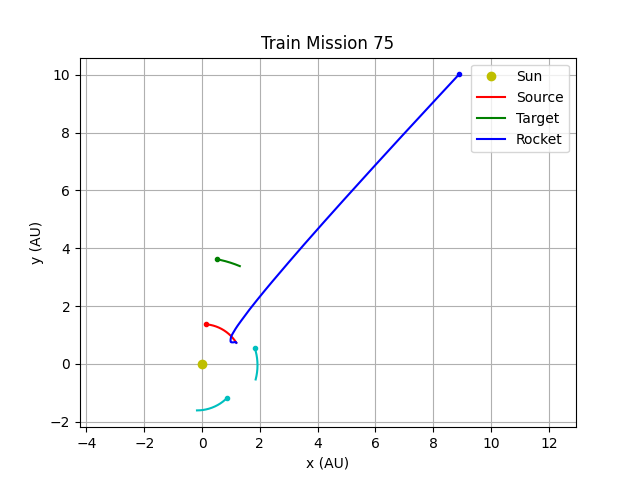 Train Mission 75
Sun
Source
Target
Rocket
y (AU)
10
8
6
4
2
0
−2
−4
−2
0
2
4
6
8
10
12
x (AU)